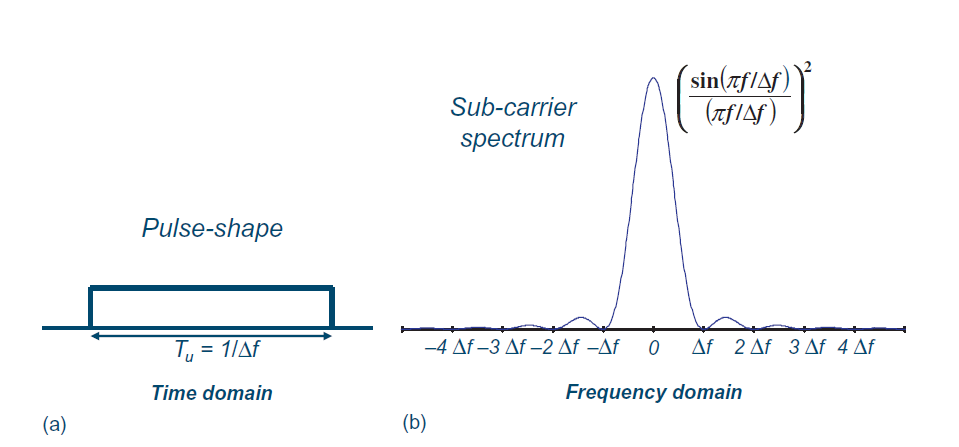 Pulse-shape
T_u = 1/Δf
Time domain
(a)
Sub-carrier
spectrum
(sin(πf/Δf)/(πf/Δf))²
–4 Δf –3 Δf –2 Δf –Δf 0 Δf 2 Δf 3 Δf 4 Δf
Frequency domain
(b)